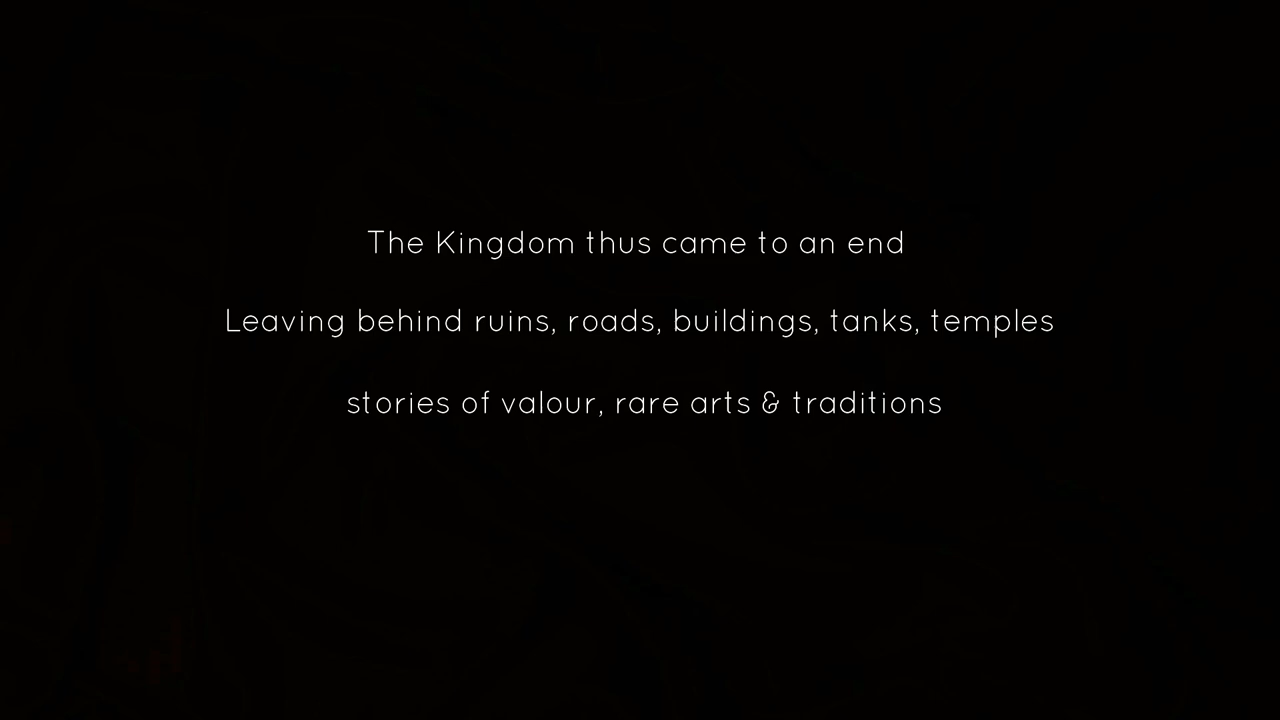 The Kingdom thus came to an end
Leaving behind ruins, roads, buildings, tanks, temples
stories of valour, rare arts & traditions